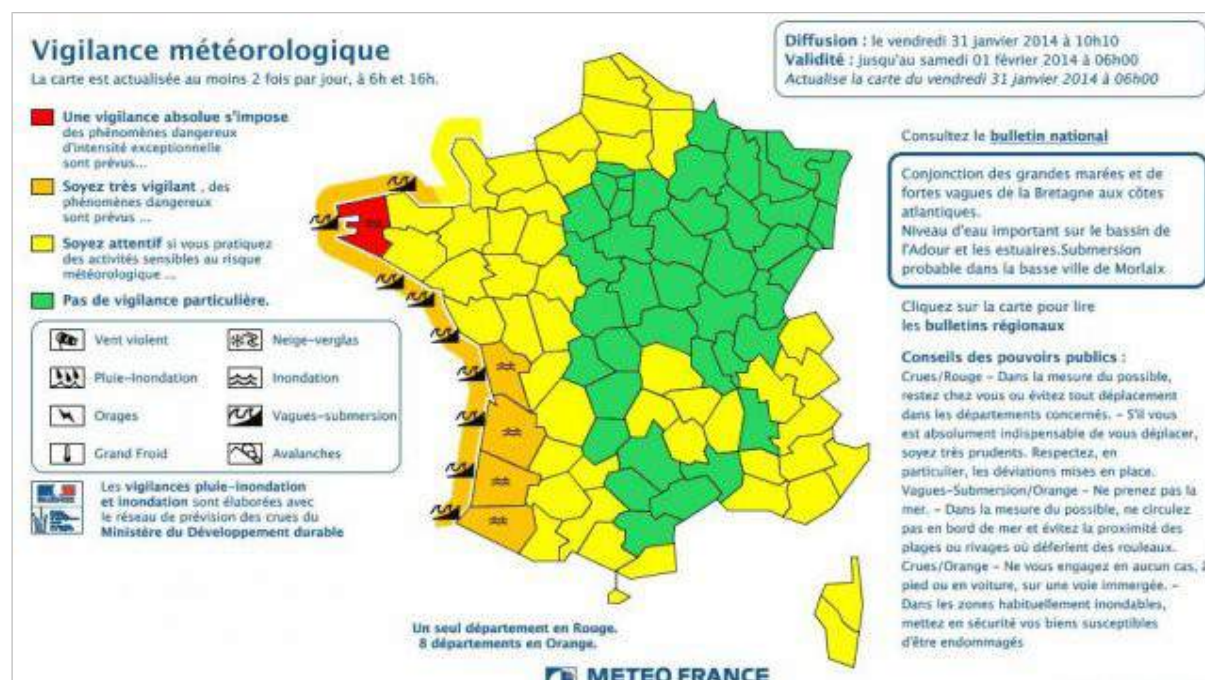 Vigilance météorologique
La carte est actualisée au moins 2 fois par jour, à 6h et 16h.
Une vigilance absolue s'impose
des phénomènes dangereux
d'intensité exceptionnelle
sont prévus...
Soyez très vigilant , des
phénomènes dangereux
sont prévus ...
Soyez attentif si vous pratiquez
des activités sensibles au risque
météorologique ...
Pas de vigilance particulière.
Vent violent
Neige-verglas
Pluie-Inondation
Inondation
Orages
Vagues-submersion
Grand Froid
Avalanches
Les vigilances pluie-inondation
et inondation sont élaborées avec
le réseau de prévision des crues du
Ministère du Développement durable
Un seul département en Rouge.
8 départements en Orange.
METEO FRANCE
Diffusion : le vendredi 31 janvier 2014 à 10h10
Validité : jusqu'au samedi 01 février 2014 à 06h00
Actualise la carte du vendredi 31 janvier 2014 à 06h00
Consultez le bulletin national
Conjonction des grandes marées et de
fortes vagues de la Bretagne aux côtes
atlantiques.
Niveau d'eau important sur le bassin de
l'Adour et les estuaires.Submersion
probable dans la basse ville de Morlaix
Cliquez sur la carte pour lire
les bulletins régionaux
Conseils des pouvoirs publics :
Crues/Rouge – Dans la mesure du possible,
restez chez vous ou évitez tout déplacement
dans les départements concernés. – S'il vous
est absolument indispensable de vous déplacer,
soyez très prudents. Respectez, en
particulier, les déviations mises en place.
Vagues-Submersion/Orange – Ne prenez pas la
mer. – Dans la mesure du possible, ne circulez
pas en bord de mer et évitez la proximité des
plages ou rivages où déferlent des rouleaux.
Crues/Orange – Ne vous engagez en aucun cas, à
pied ou en voiture, sur une voie immergée. –
Dans les zones habituellement inondables,
mettez en sécurité vos biens susceptibles
d'être endommagés